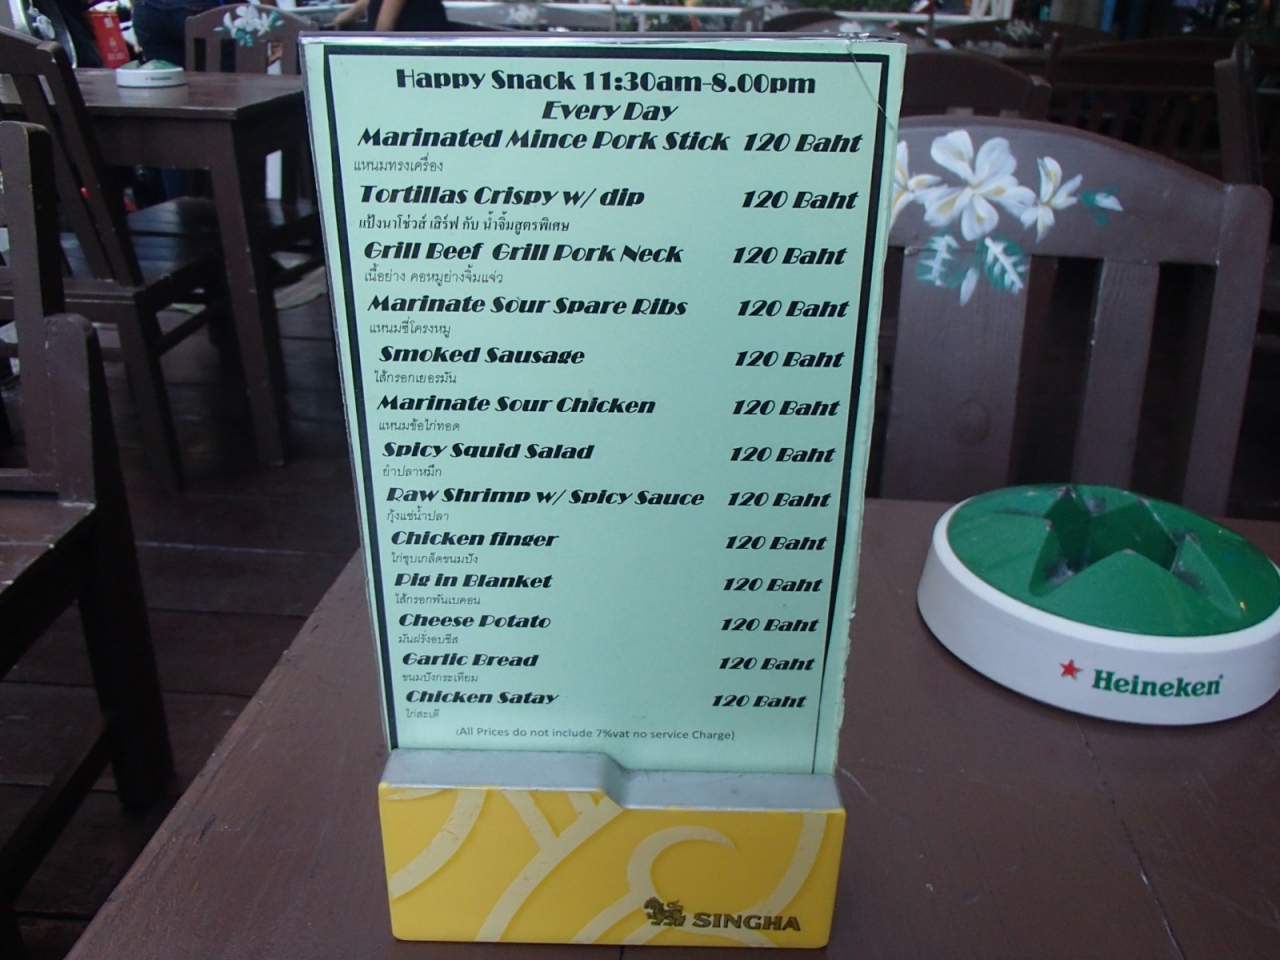 Happy Snack 11:30am-8.00pm
Every Day
Marinated Mince Pork Stick 120 Baht
แหนมทรงเครื่อง
Tortillas Crispy w/ dip 120 Baht
แป้งนาโช่วส์ เสิร์ฟ กับ น้ำจิ้มสูตรพิเศษ
Grill Beef Grill Pork Neck 120 Baht
เนื้อย่าง คอหมูย่างจิ้มแจ่ว
Marinate Sour Spare Ribs 120 Baht
แหนมซี่โครงหมู
Smoked Sausage 120 Baht
ไส้กรอกเยอรมัน
Marinate Sour Chicken 120 Baht
แหนมข้อไก่ทอด
Spicy Squid Salad 120 Baht
ยำปลาหมึก
Raw Shrimp w/ Spicy Sauce 120 Baht
กุ้งแช่น้ำปลา
Chicken finger 120 Baht
ไก่ชุบเกล็ดขนมปัง
Pig in Blanket 120 Baht
ไส้กรอกพันเบคอน
Cheese Potato 120 Baht
มันฝรั่งอบชีส
Garlic Bread 120 Baht
ขนมปังกระเทียม
Chicken Satay 120 Baht
ไก่สะเต๊
(All Prices do not include 7%vat no service Charge)
SINGHA
Heineken